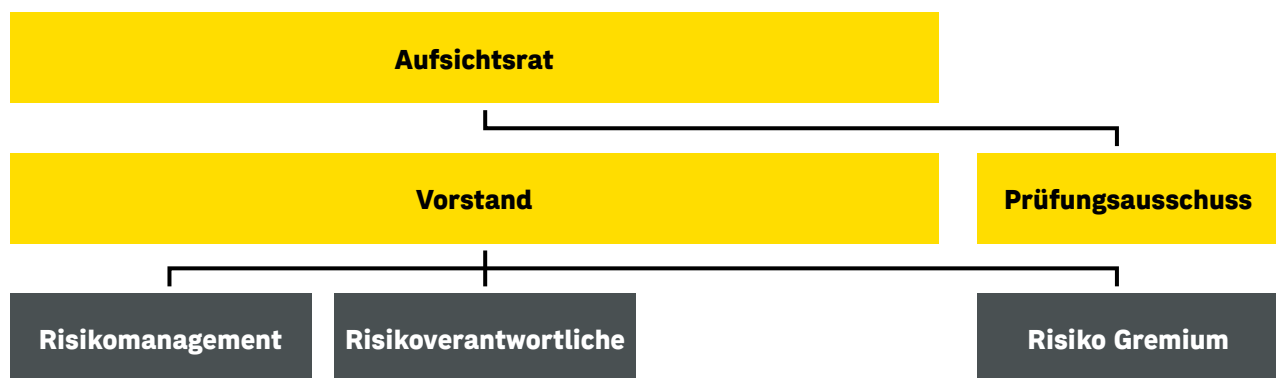 Aufsichtsrat
Vorstand
Prüfungsausschuss
Risikomanagement
Risikoverantwortliche
Risiko Gremium